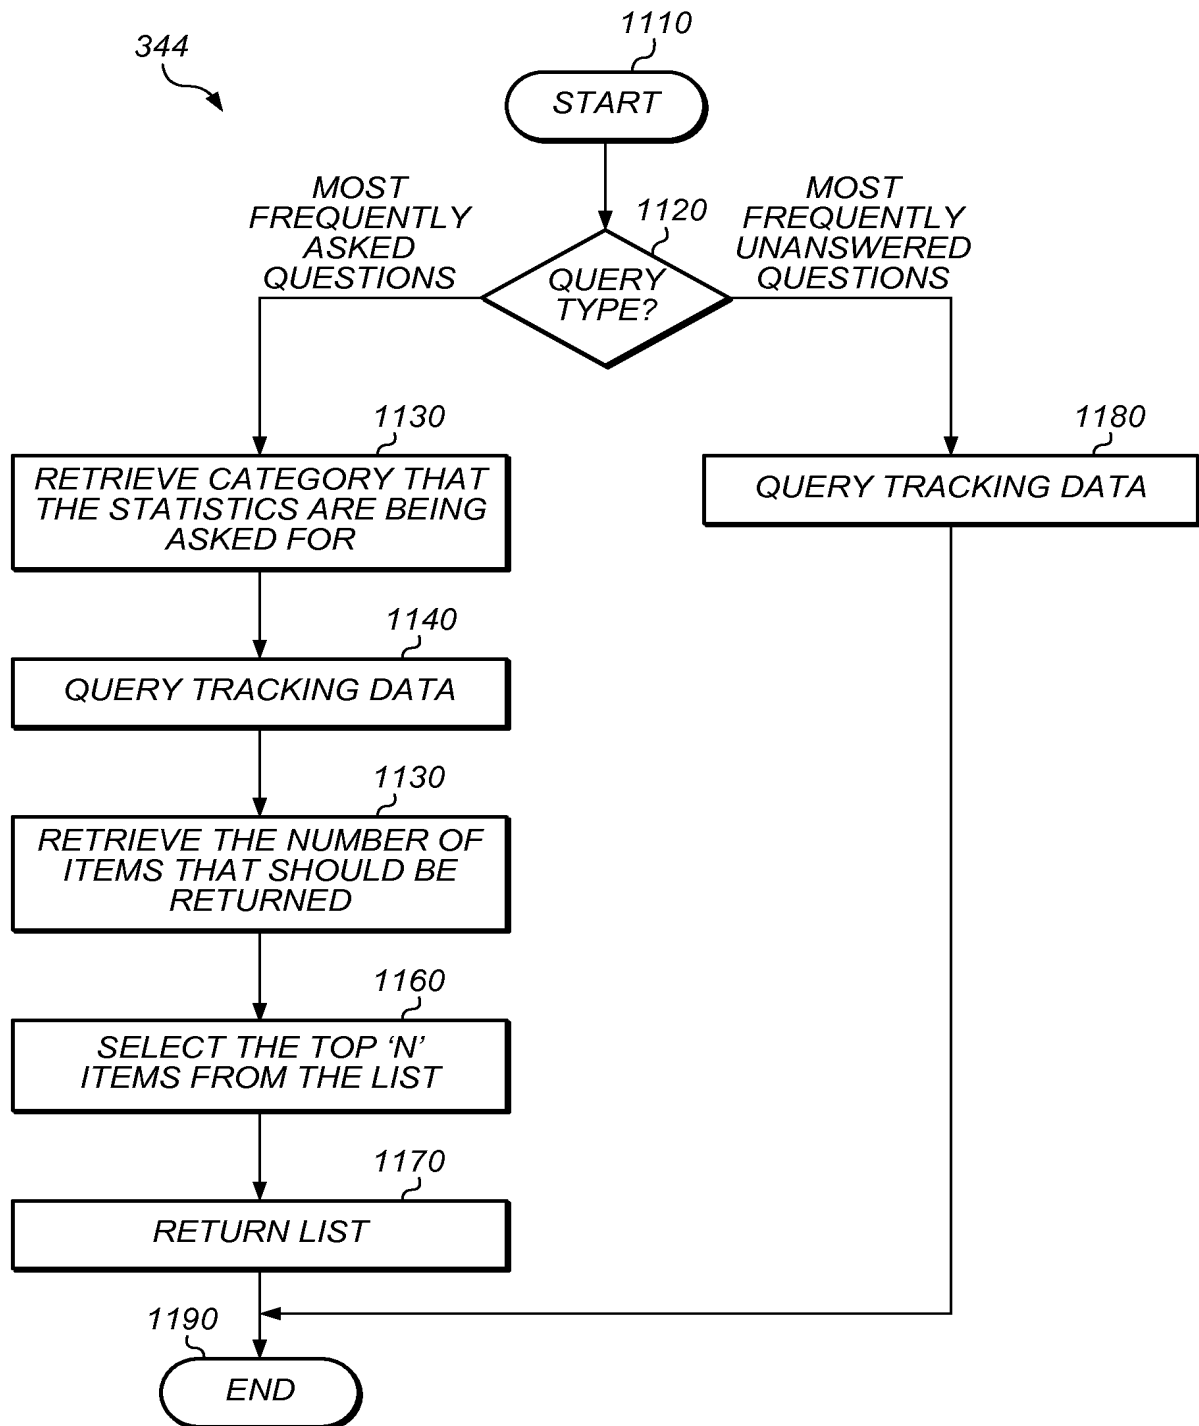 344
1110
START
MOST
FREQUENTLY
ASKED
QUESTIONS
1120
QUERY
TYPE?
MOST
FREQUENTLY
UNANSWERED
QUESTIONS
1130
RETRIEVE CATEGORY THAT
THE STATISTICS ARE BEING
ASKED FOR
1180
QUERY TRACKING DATA
1140
QUERY TRACKING DATA
1130
RETRIEVE THE NUMBER OF
ITEMS THAT SHOULD BE
RETURNED
1160
SELECT THE TOP ‘N’
ITEMS FROM THE LIST
1170
RETURN LIST
1190
END